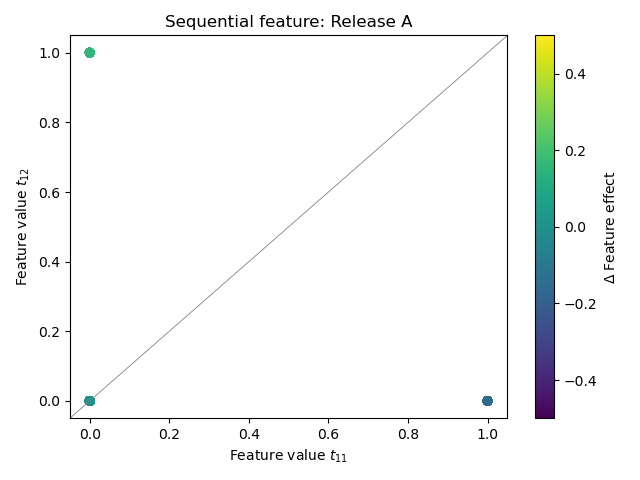 Sequential feature: Release A
1.0
0.8
0.6
0.4
0.2
0.0
Feature value t12
0.0 0.2 0.4 0.6 0.8 1.0
Feature value t11
0.4
0.2
0.0
−0.2
−0.4
Δ Feature effect